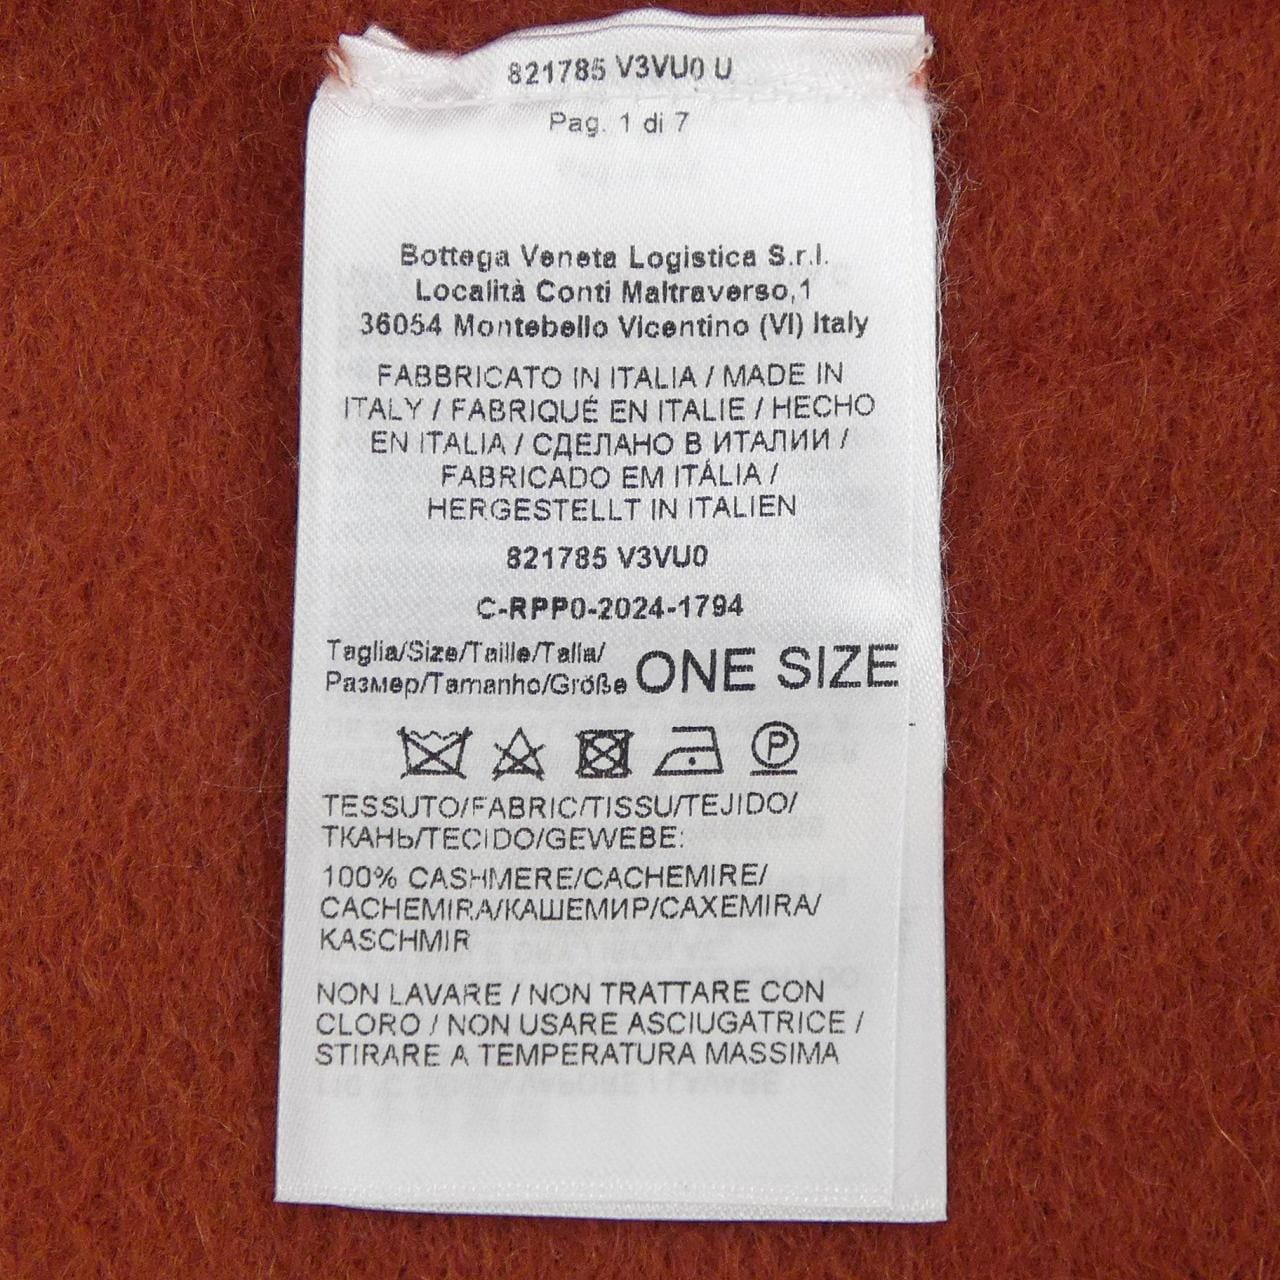 821785 V3VU0 U
Pag. 1 di 7
Bottega Veneta Logistica S.r.l.
Località Conti Maltraverso,1
36054 Montebello Vicentino (VI) Italy
FABBRICATO IN ITALIA / MADE IN
ITALY / FABRIQUÉ EN ITALIE / HECHO
EN ITALIA / СДЕЛАНО В ИТАЛИИ /
FABRICADO EM ITÁLIA /
HERGESTELLT IN ITALIEN
821785 V3VU0
C-RPP0-2024-1794
Taglia/Size/Taille/Talla/
Размер/Tamanho/Größe ONE SIZE
P
TESSUTO/FABRIC/TISSU/TEJIDO/
ТКАНЬ/TECIDO/GEWEBE:
100% CASHMERE/CACHEMIRE/
CACHEMIRA/КАШЕМИР/CAXEMIRA/
KASCHMIR
NON LAVARE / NON TRATTARE CON
CLORO / NON USARE ASCIUGATRICE /
STIRARE A TEMPERATURA MASSIMA